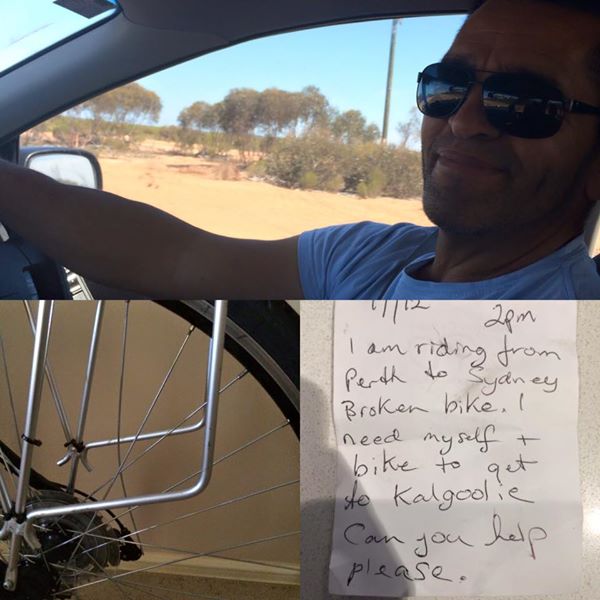 2pm
I am riding from
Perth to Sydney
Broken bike. I
need myself +
bike to get
to Kalgoolie
Can you help
please.